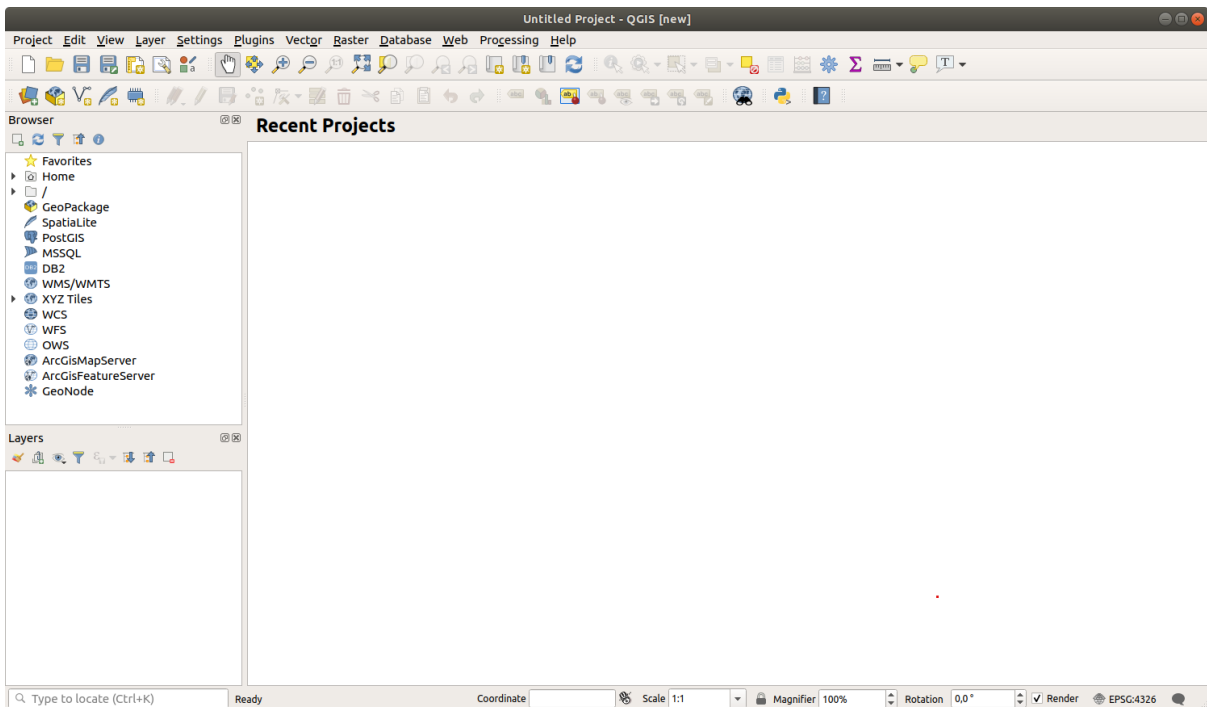 Untitled Project - QGIS [new]
Project Edit View Layer Settings Plugins Vector Raster Database Web Processing Help
Browser
Recent Projects
Favorites
Home
/
GeoPackage
SpatiaLite
PostGIS
MSSQL
DB2
WMS/WMTS
XYZ Tiles
WCS
WFS
OWS
ArcGisMapServer
ArcGisFeatureServer
GeoNode
Layers
Type to locate (Ctrl+K) Ready Coordinate Scale 1:1 Magnifier 100% Rotation 0,0 ° Render EPSG:4326